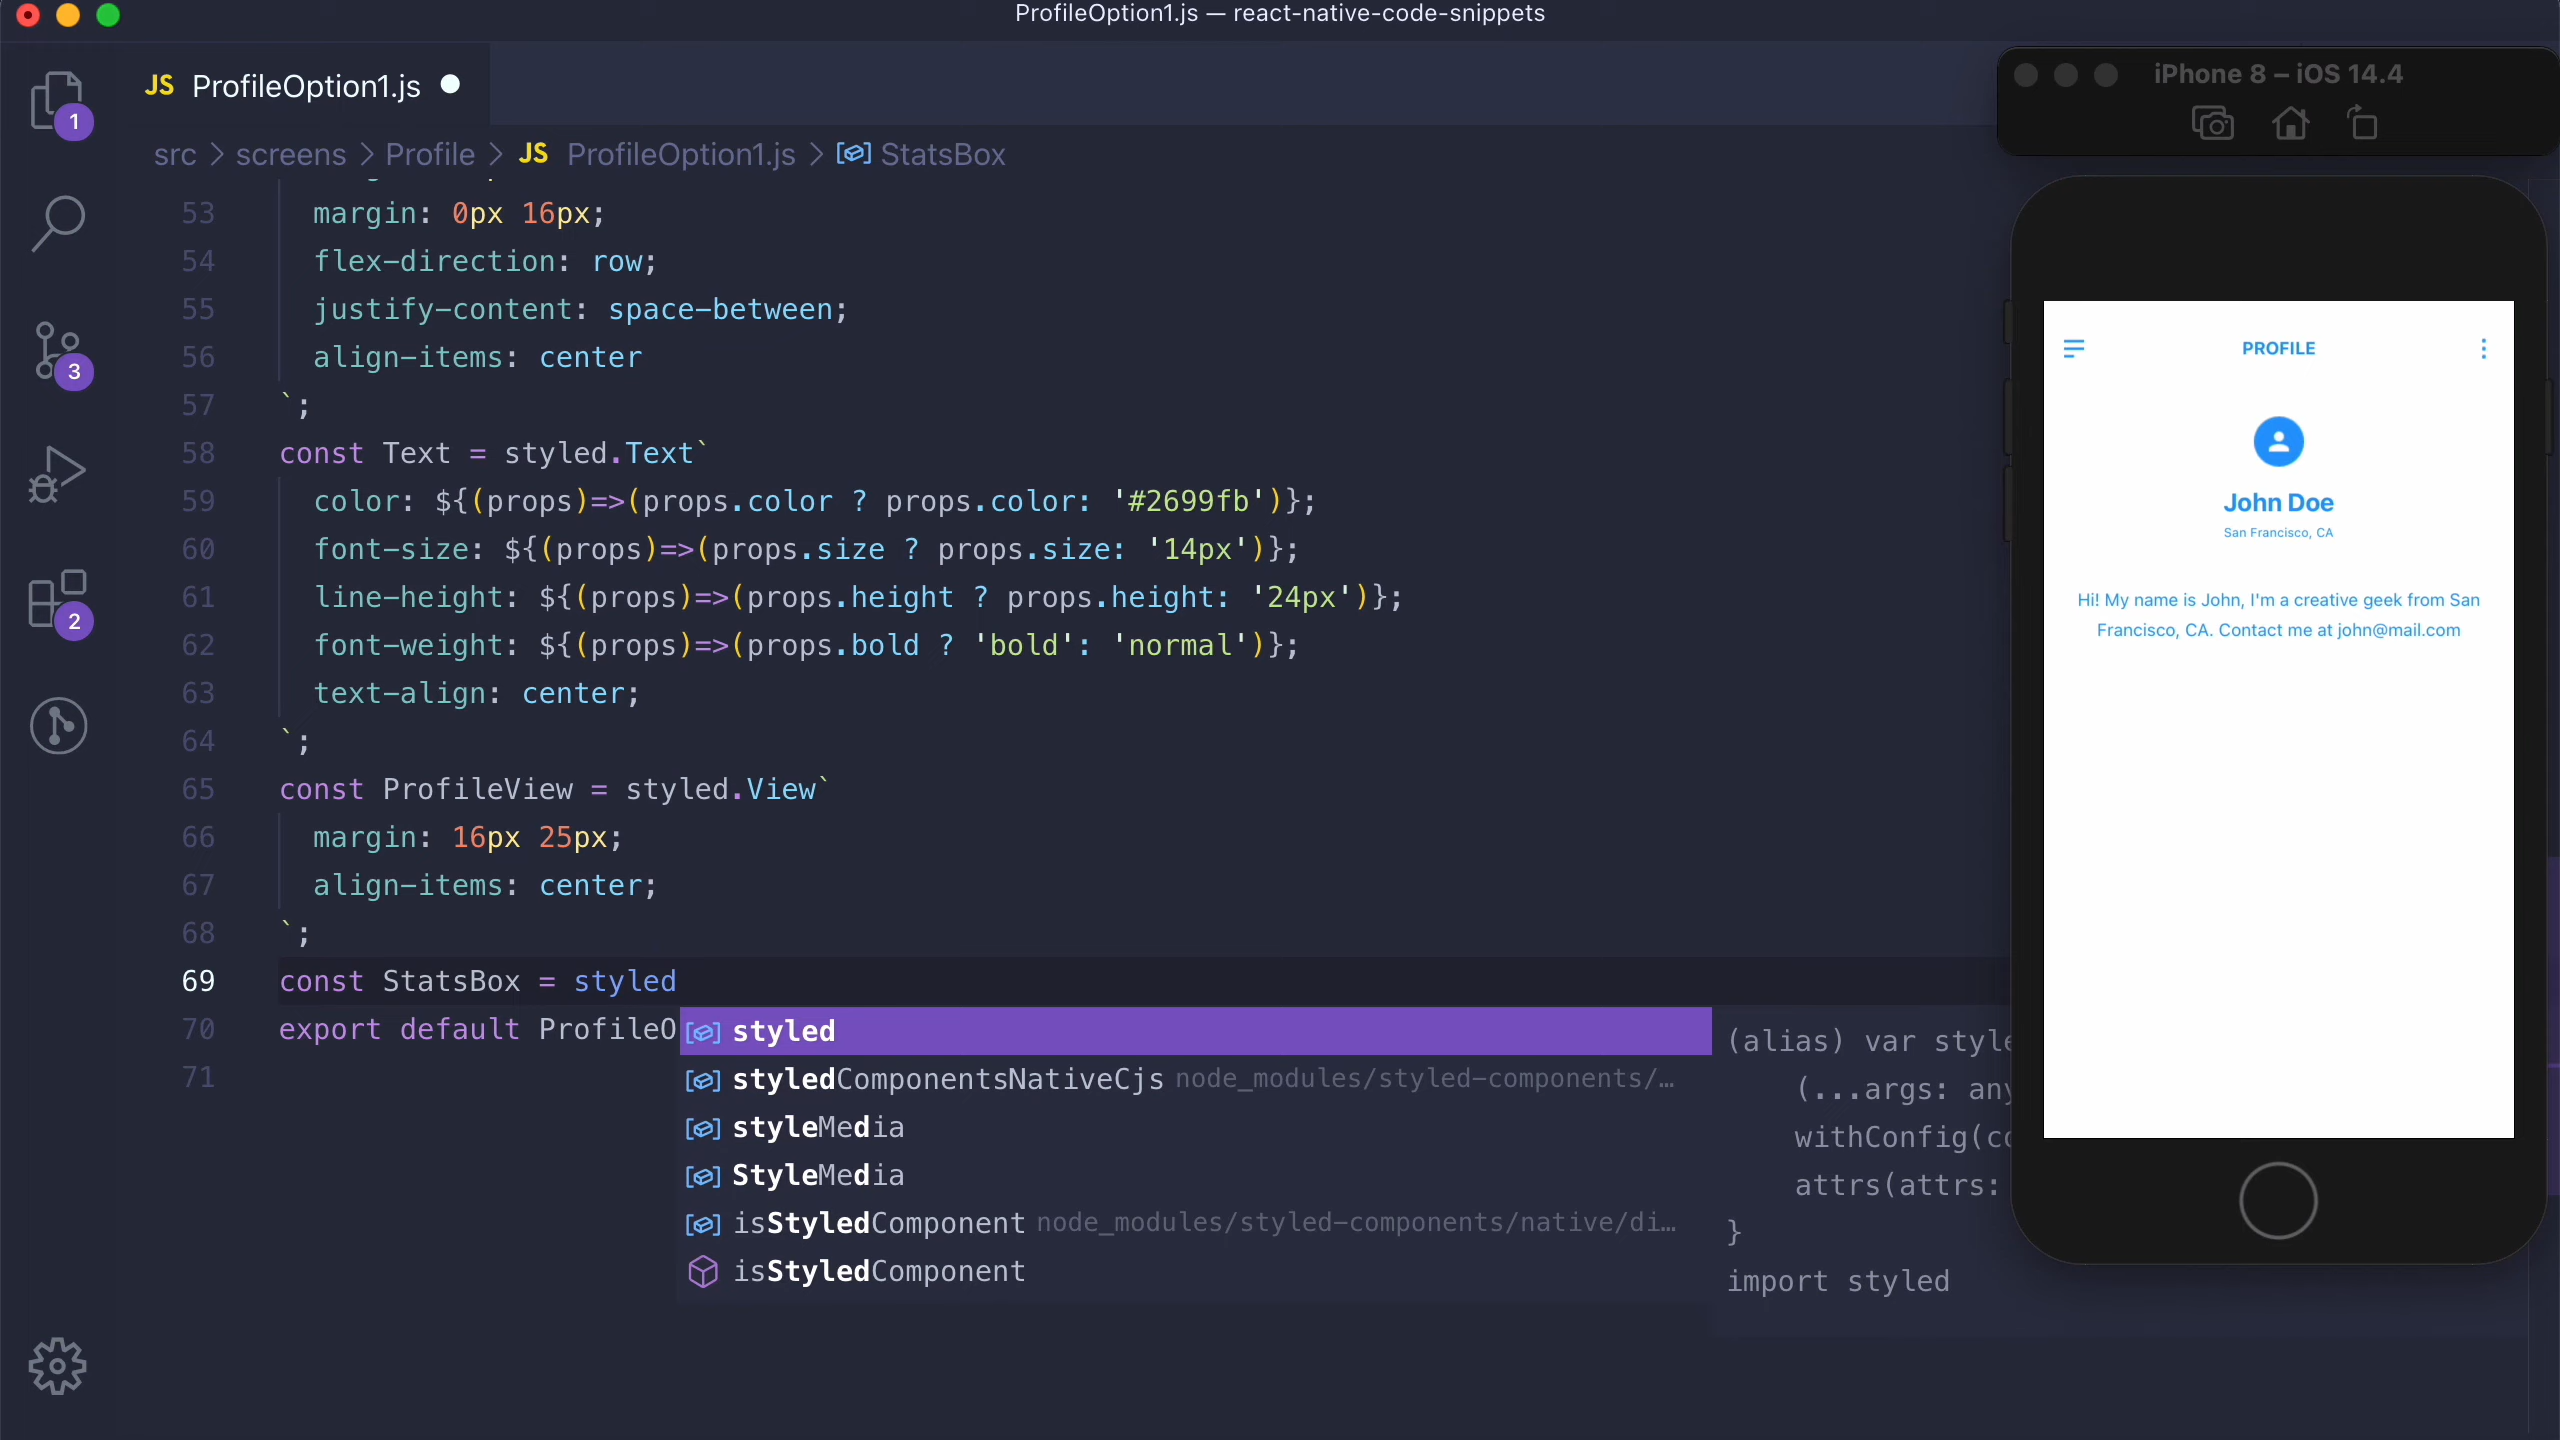 ProfileOption1.js — react-native-code-snippets
JS ProfileOption1.js
iPhone 8 – iOS 14.4
1
src > screens > Profile > JS ProfileOption1.js > StatsBox
53 margin: 0px 16px;
54 flex-direction: row;
55 justify-content: space-between;
3
56 align-items: center
57 `;
58 const Text = styled.Text`
59 color: ${(props)=>(props.color ? props.color: '#2699fb')};
60 font-size: ${(props)=>(props.size ? props.size: '14px')};
61 line-height: ${(props)=>(props.height ? props.height: '24px')};
2
62 font-weight: ${(props)=>(props.bold ? 'bold': 'normal')};
63 text-align: center;
64 `;
65 const ProfileView = styled.View`
66 margin: 16px 25px;
67 align-items: center;
68 `;
69 const StatsBox = styled
70 export default ProfileO
71
styled
styledComponentsNativeCjs node_modules/styled-components/…
styleMedia
StyleMedia
isStyledComponent node_modules/styled-components/native/di…
isStyledComponent
(alias) var style
(...args: any
withConfig(co
attrs(attrs:
}
import styled
PROFILE
John Doe
San Francisco, CA
Hi! My name is John, I'm a creative geek from San
Francisco, CA. Contact me at john@mail.com